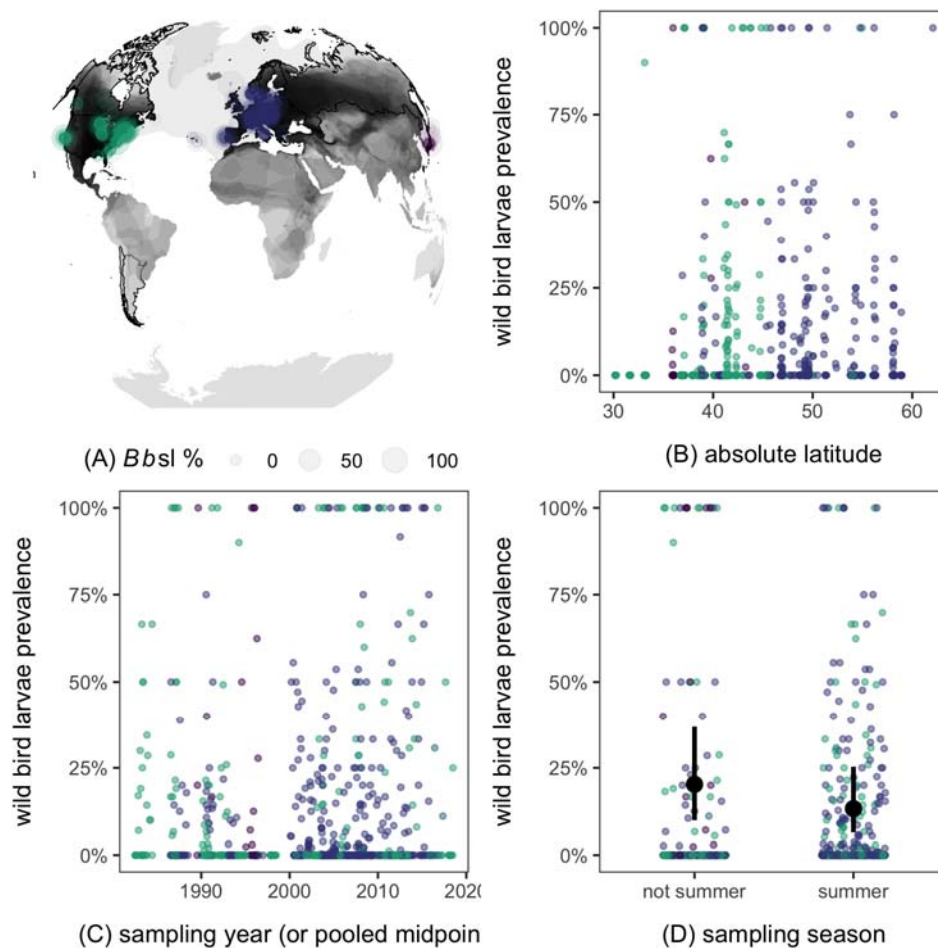 wild bird larvae prevalence
100%
75%
50%
25%
0%
30 40 50 60
(A) Bbsl % 0 50 100
(B) absolute latitude
wild bird larvae prevalence
100%
75%
50%
25%
0%
1990 2000 2010 2020
(C) sampling year (or pooled midpoin
wild bird larvae prevalence
100%
75%
50%
25%
0%
not summer summer
(D) sampling season